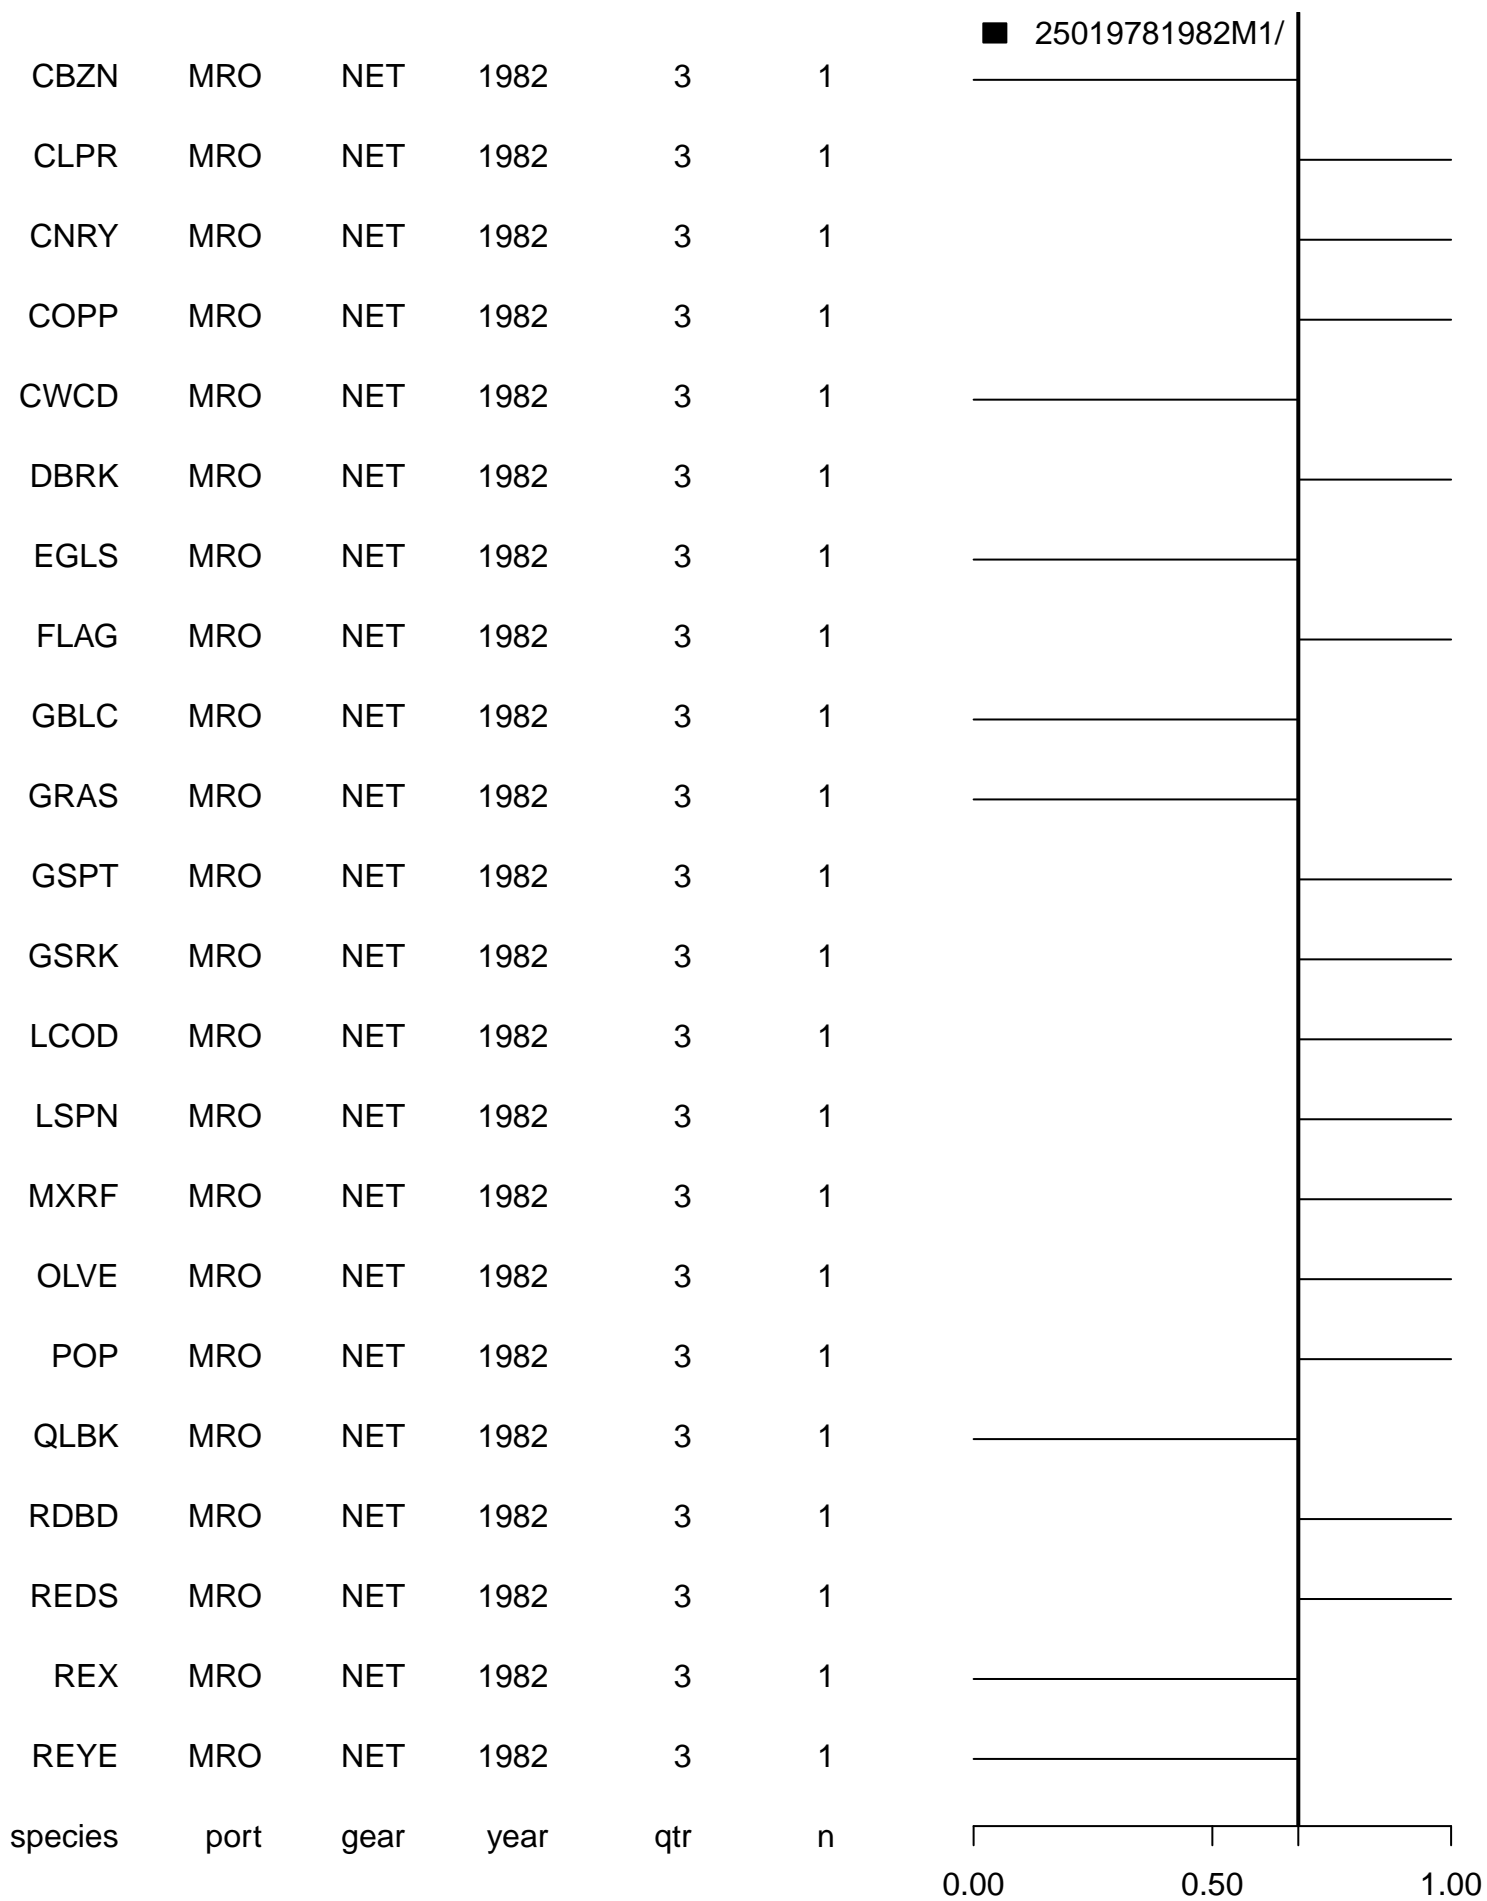 25019781982M1/
CBZN MRO NET 1982 3 1
CLPR MRO NET 1982 3 1
CNRY MRO NET 1982 3 1
COPP MRO NET 1982 3 1
CWCD MRO NET 1982 3 1
DBRK MRO NET 1982 3 1
EGLS MRO NET 1982 3 1
FLAG MRO NET 1982 3 1
GBLC MRO NET 1982 3 1
GRAS MRO NET 1982 3 1
GSPT MRO NET 1982 3 1
GSRK MRO NET 1982 3 1
LCOD MRO NET 1982 3 1
LSPN MRO NET 1982 3 1
MXRF MRO NET 1982 3 1
OLVE MRO NET 1982 3 1
POP MRO NET 1982 3 1
QLBK MRO NET 1982 3 1
RDBD MRO NET 1982 3 1
REDS MRO NET 1982 3 1
REX MRO NET 1982 3 1
REYE MRO NET 1982 3 1
species port gear year qtr n
0.00 0.50 1.00